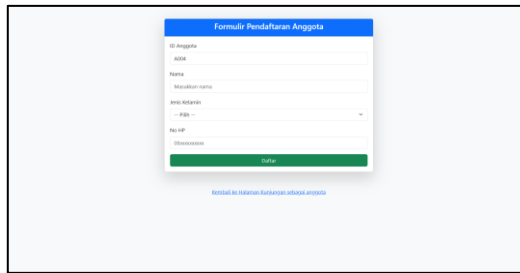 Formulir Pendaftaran Anggota
ID Anggota
A004
Nama
Masukkan nama
Jenis Kelamin
-- Pilih --
No HP
Daftar
Kembali ke Halaman Kunjungan sebagai anggota